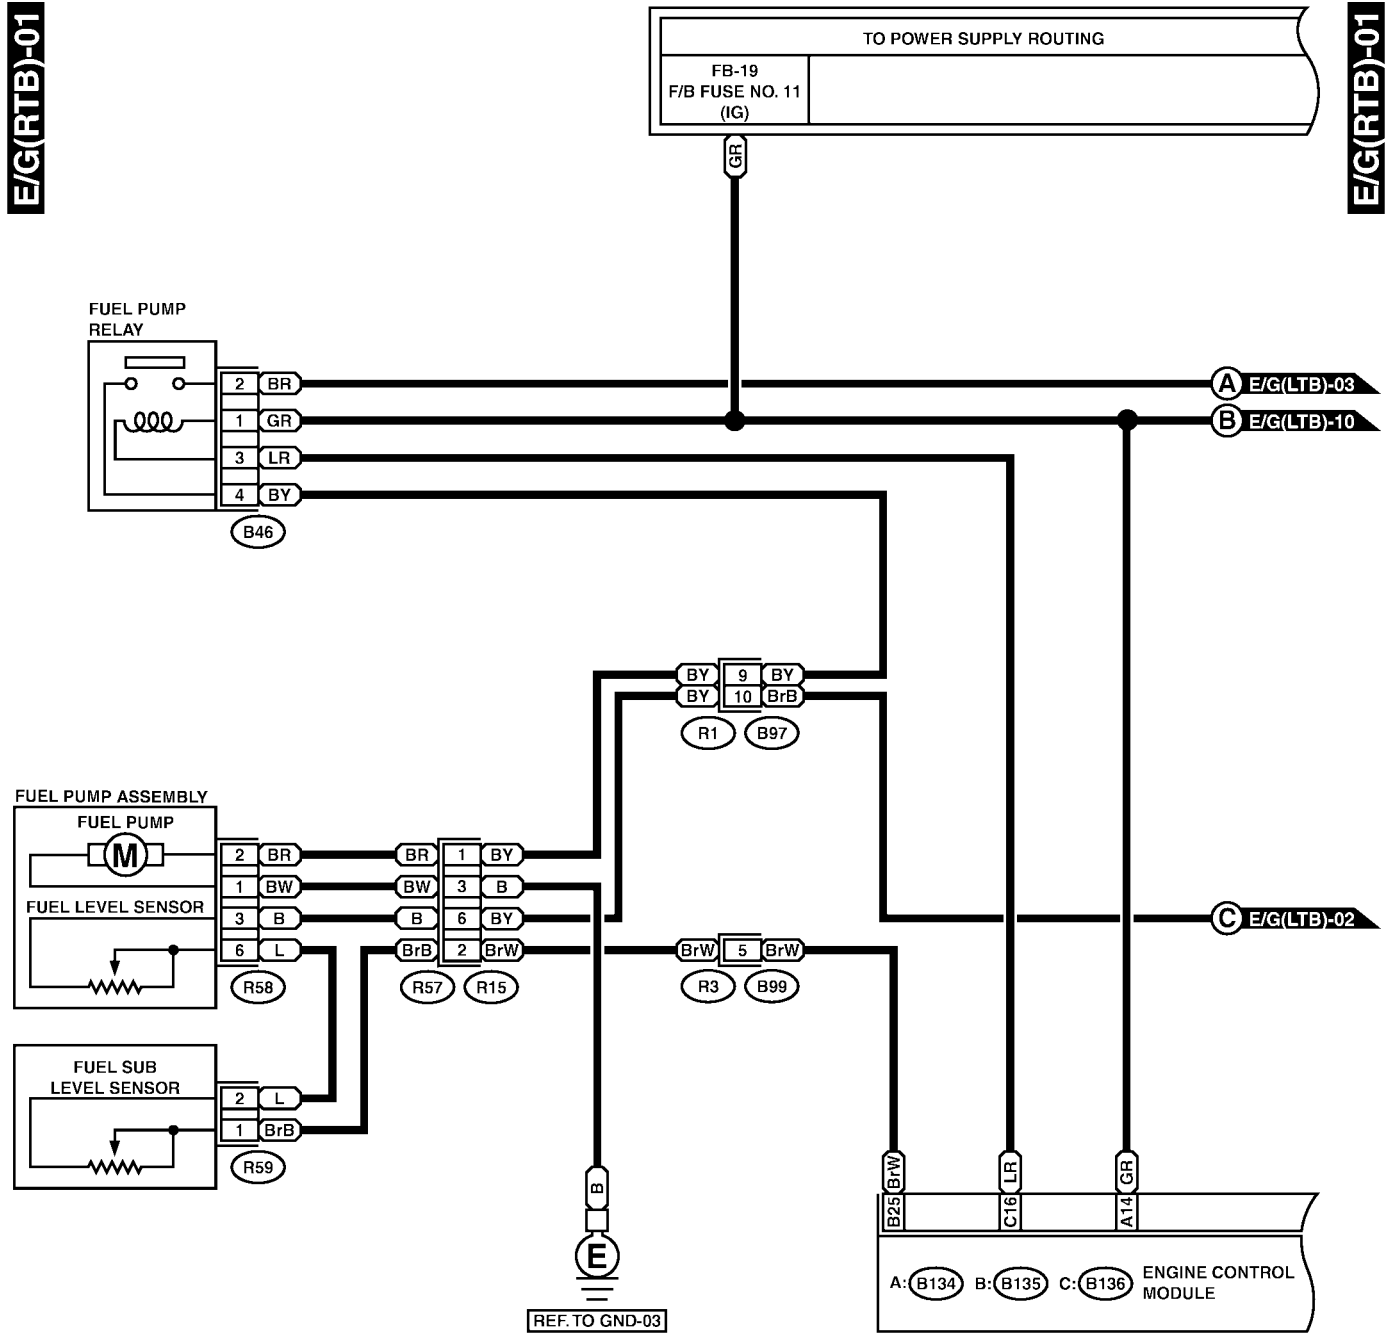 E/G(RTB)-01
E/G(RTB)-01
TO POWER SUPPLY ROUTING
FB-19
F/B FUSE NO. 11
(IG)
GR
FUEL PUMP
RELAY
2 BR
A E/G(LTB)-03
1 GR
B E/G(LTB)-10
3 LR
4 BY
B46
BY 9 BY
BY 10 BrB
R1 B97
FUEL PUMP ASSEMBLY
FUEL PUMP
M
2 BR BR 1 BY
1 BW BW 3 B
FUEL LEVEL SENSOR
3 B B 6 BY
C E/G(LTB)-02
6 L BrB 2 BrW BrW 5 BrW
R58 R57 R15 R3 B99
FUEL SUB
LEVEL SENSOR
2 L
1 BrB
R59
B
E
REF. TO GND-03
BrW LR GR
B25 C16 A14
A: B134 B: B135 C: B136
ENGINE CONTROL
MODULE